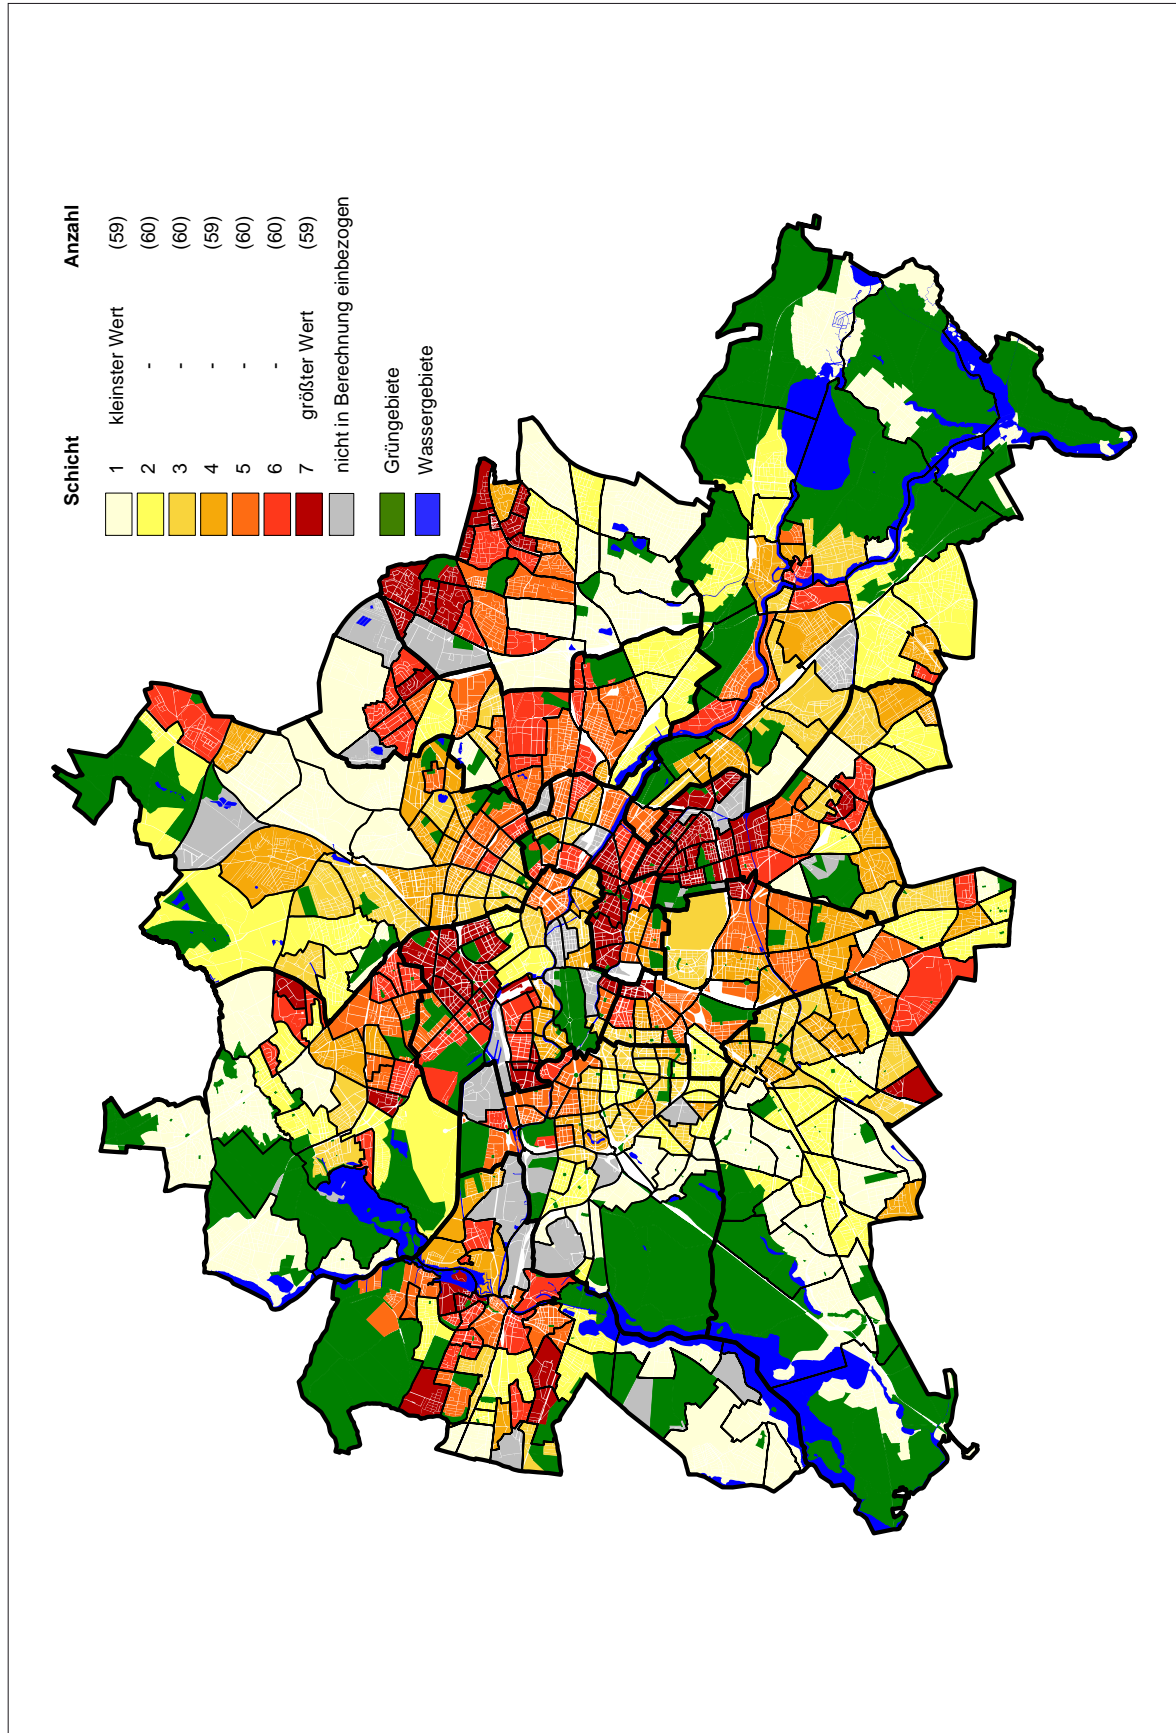 Schicht Anzahl
1 kleinster Wert (59)
2 - (60)
3 - (60)
4 - (59)
5 - (60)
6 - (60)
7 größter Wert (59)
nicht in Berechnung einbezogen
Grüngebiete
Wassergebiete